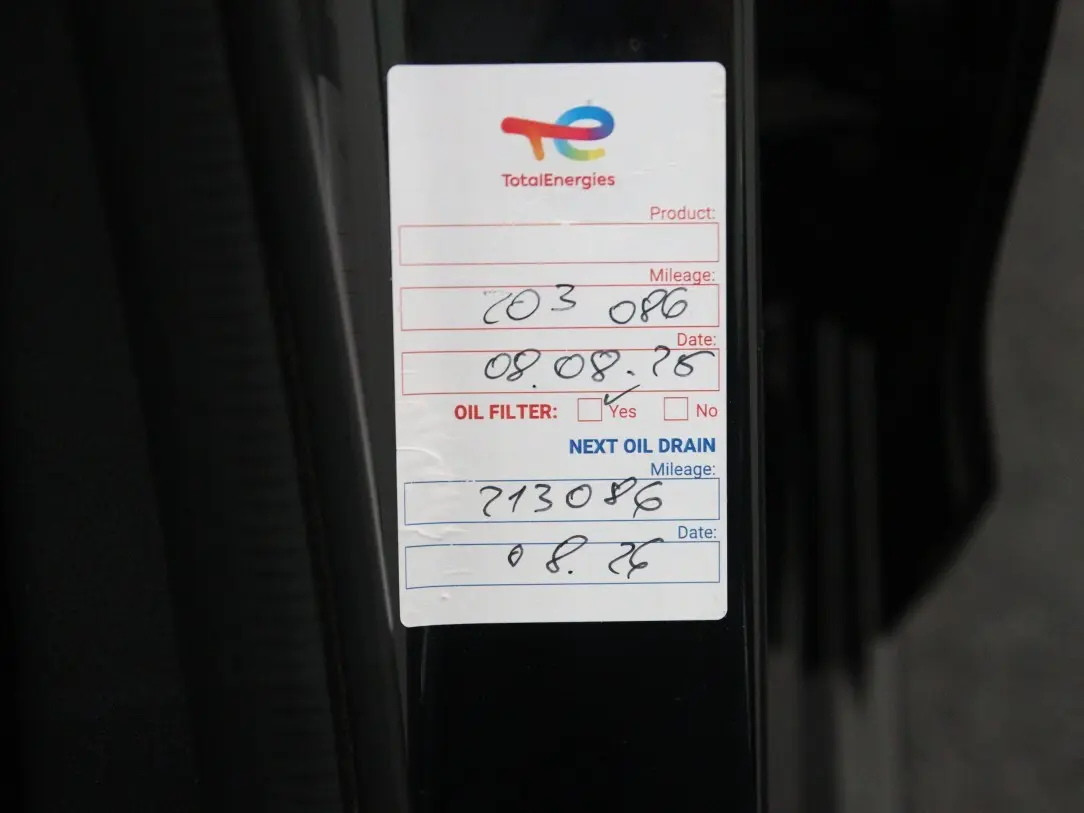 TotalEnergies
Product:
Mileage:
203 086
Date:
08.08.25
OIL FILTER: Yes No
NEXT OIL DRAIN
Mileage:
213086
Date:
08.26